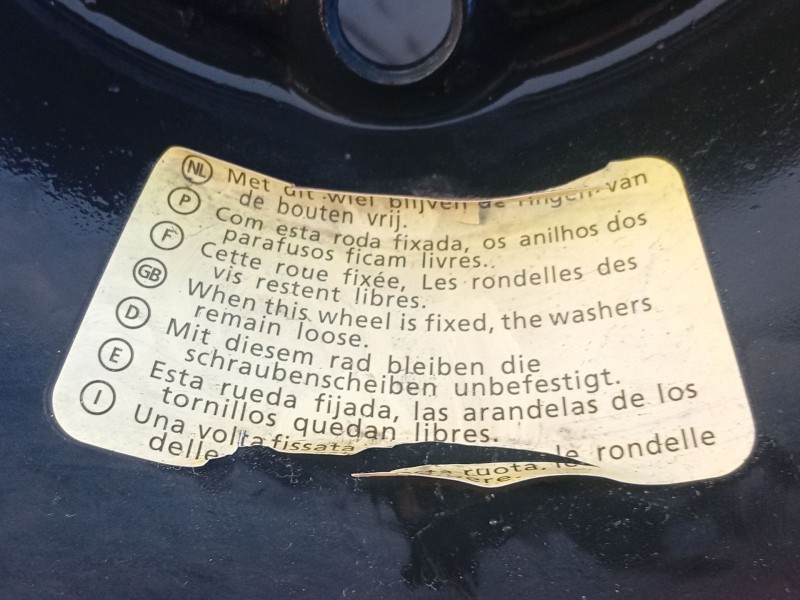 NL Met dit wiel blijven de ringen van
de bouten vrij.
P Com esta roda fixada, os anilhos dos
parafusos ficam livres..
F Cette roue fixée, Les rondelles des
vis restent libres.
GB When this wheel is fixed, the washers
remain loose.
D Mit diesem rad bleiben die
schraubenscheiben unbefestigt.
E Esta rueda fijada, las arandelas de los
tornillos quedan libres.
I Una volta fissata ruota. le rondelle
delle